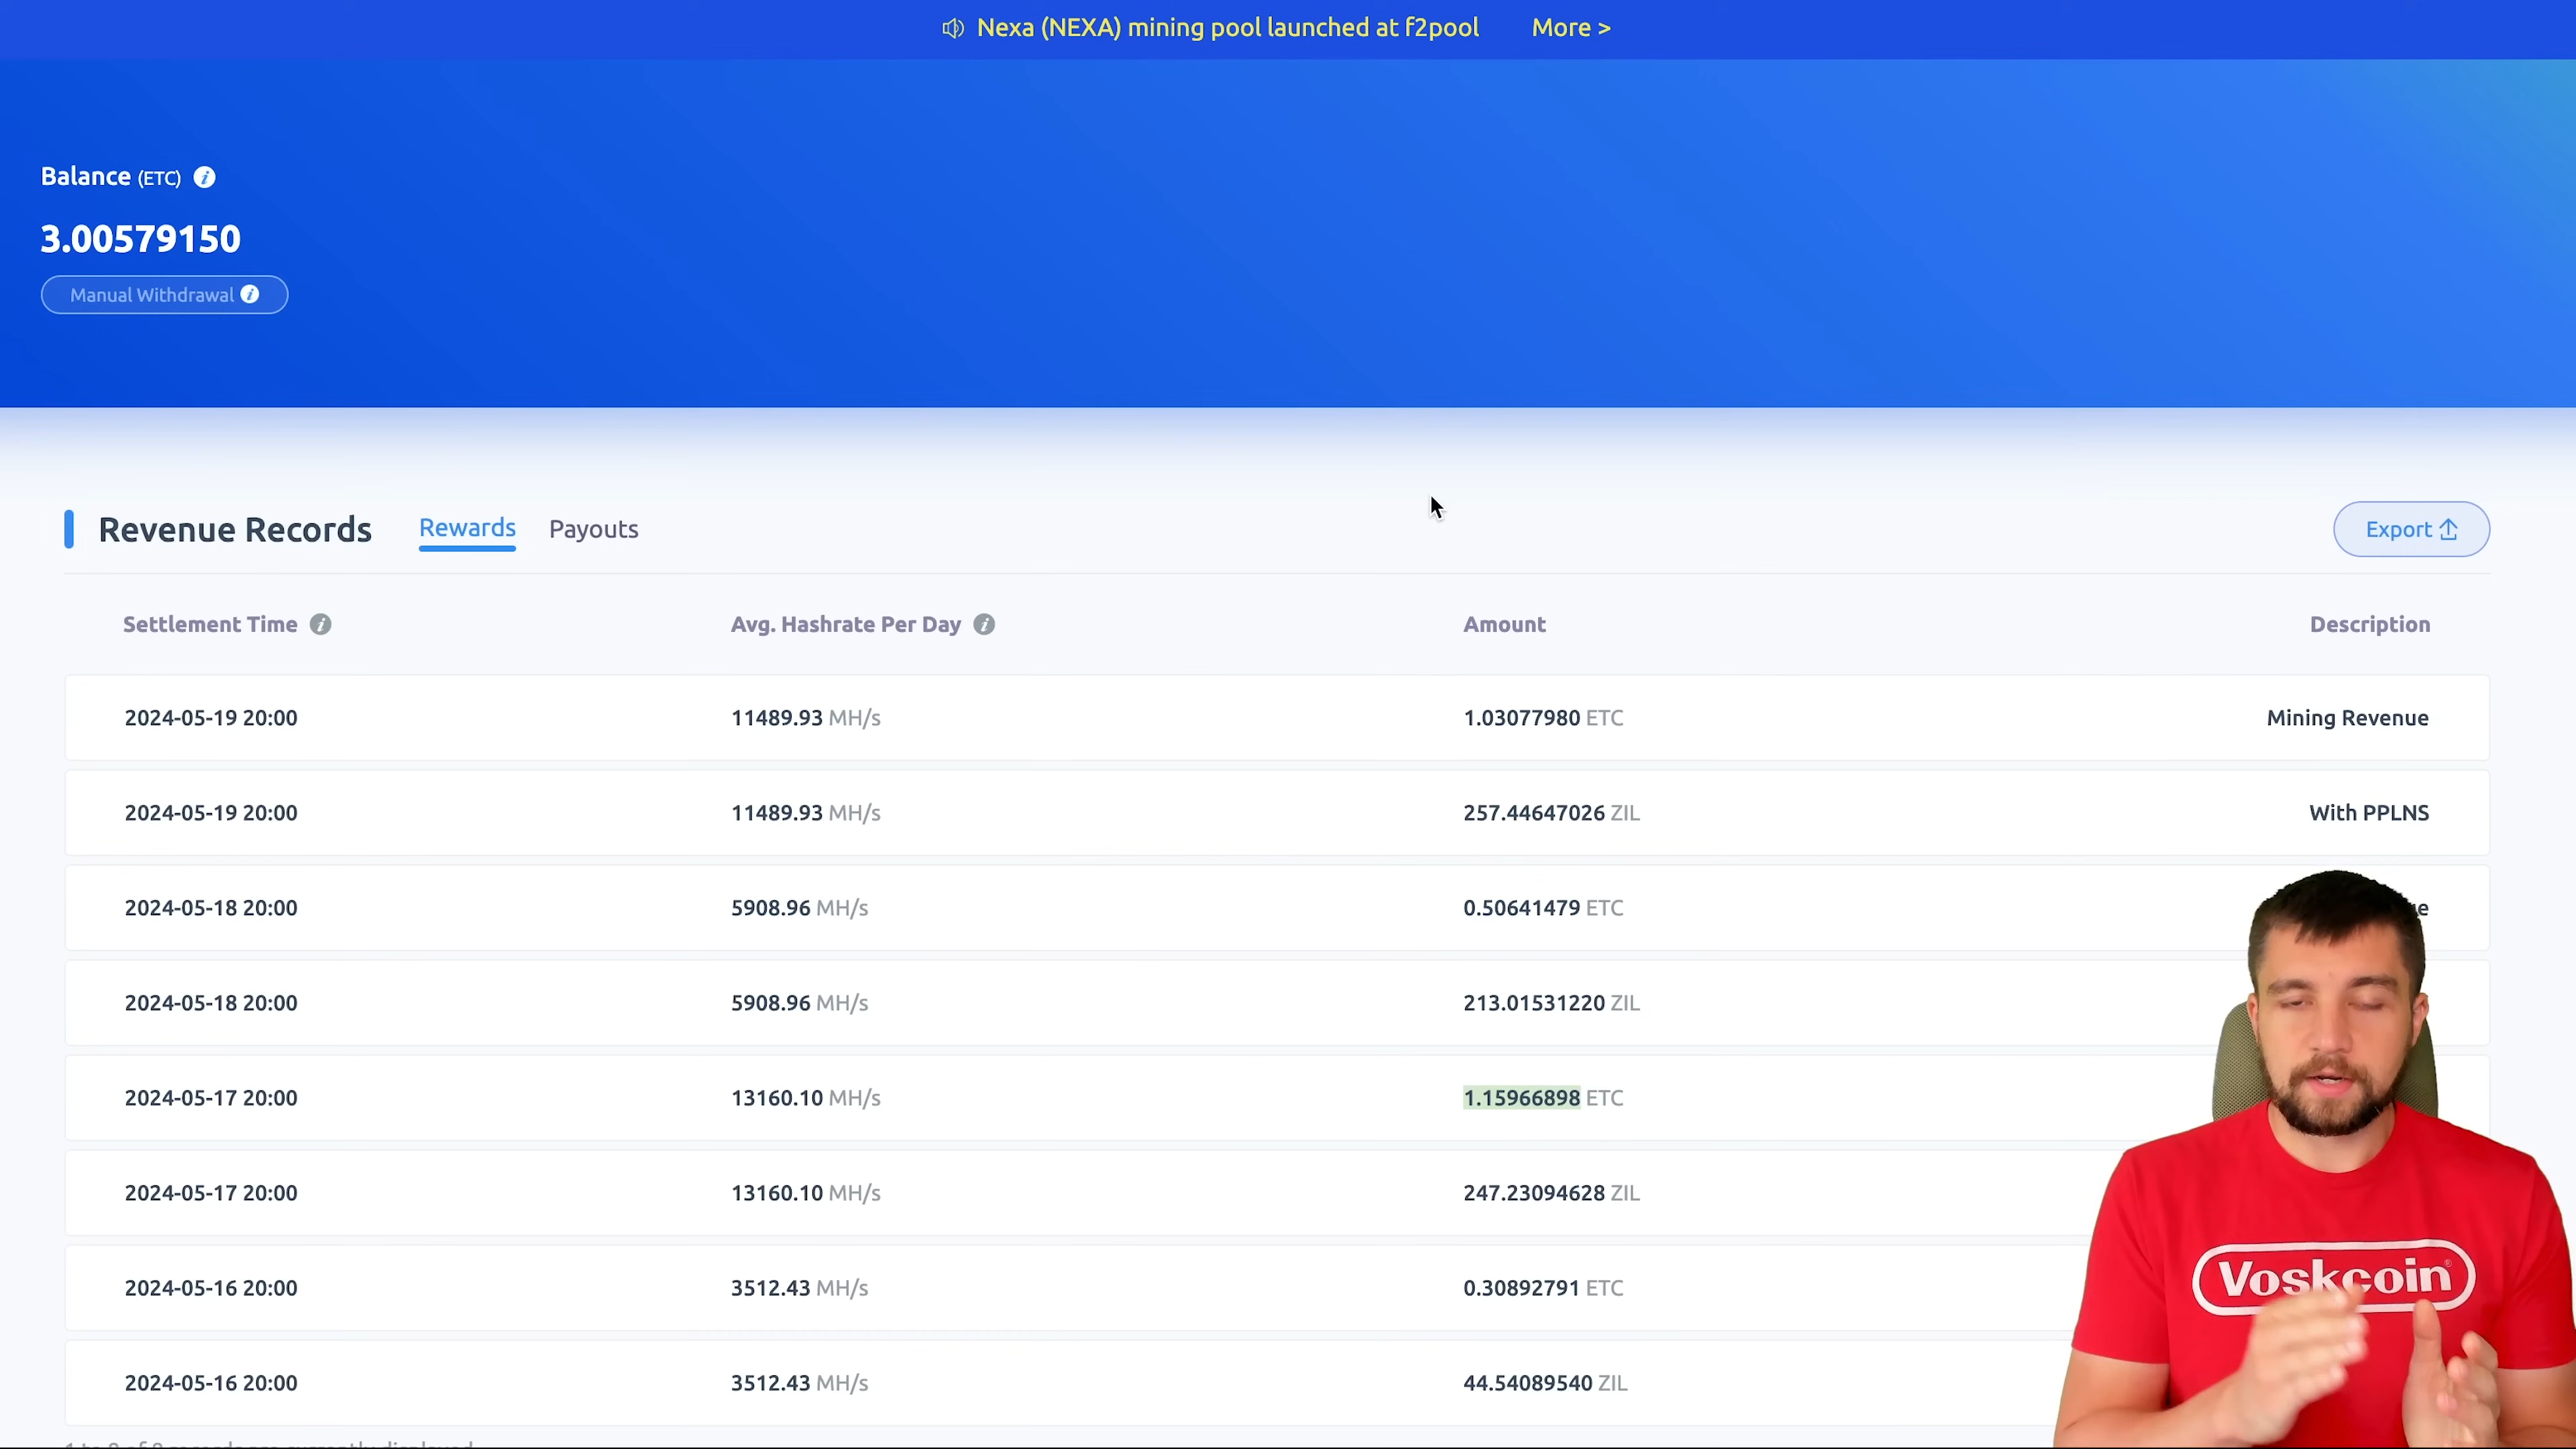 Nexa (NEXA) mining pool launched at f2pool More >
Balance (ETC)
3.00579150
Manual Withdrawal
Revenue Records Rewards Payouts Export
Settlement Time Avg. Hashrate Per Day Amount Description
2024-05-19 20:00 11489.93 MH/s 1.03077980 ETC Mining Revenue
2024-05-19 20:00 11489.93 MH/s 257.44647026 ZIL With PPLNS
2024-05-18 20:00 5908.96 MH/s 0.50641479 ETC
2024-05-18 20:00 5908.96 MH/s 213.01531220 ZIL
2024-05-17 20:00 13160.10 MH/s 1.15966898 ETC
2024-05-17 20:00 13160.10 MH/s 247.23094628 ZIL
2024-05-16 20:00 3512.43 MH/s 0.30892791 ETC
2024-05-16 20:00 3512.43 MH/s 44.54089540 ZIL
Voskcoin